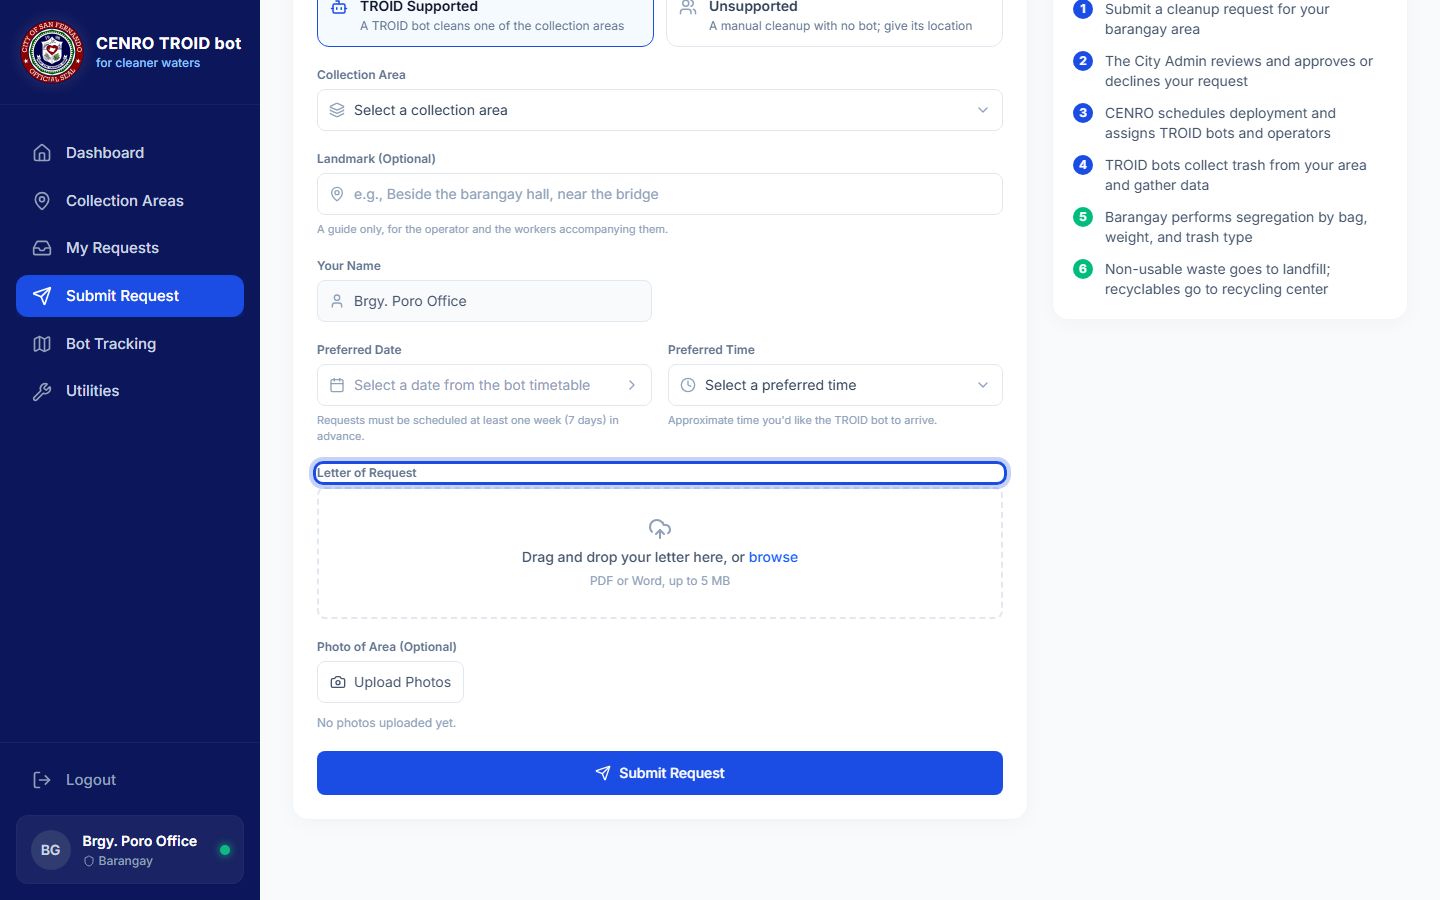 CITY OF SAN FERNANDO
OFFICIAL SEAL
CENRO TROID bot
for cleaner waters
Dashboard
Collection Areas
My Requests
Submit Request
Bot Tracking
Utilities
Logout
BG
Brgy. Poro Office
Barangay
TROID Supported
A TROID bot cleans one of the collection areas
Unsupported
A manual cleanup with no bot; give its location
Collection Area
Select a collection area
Landmark (Optional)
e.g., Beside the barangay hall, near the bridge
A guide only, for the operator and the workers accompanying them.
Your Name
Brgy. Poro Office
Preferred Date
Select a date from the bot timetable
Requests must be scheduled at least one week (7 days) in
advance.
Preferred Time
Select a preferred time
Approximate time you'd like the TROID bot to arrive.
Letter of Request
Drag and drop your letter here, or browse
PDF or Word, up to 5 MB
Photo of Area (Optional)
Upload Photos
No photos uploaded yet.
Submit Request
1 Submit a cleanup request for your
barangay area
2 The City Admin reviews and approves or
declines your request
3 CENRO schedules deployment and
assigns TROID bots and operators
4 TROID bots collect trash from your area
and gather data
5 Barangay performs segregation by bag,
weight, and trash type
6 Non-usable waste goes to landfill;
recyclables go to recycling center